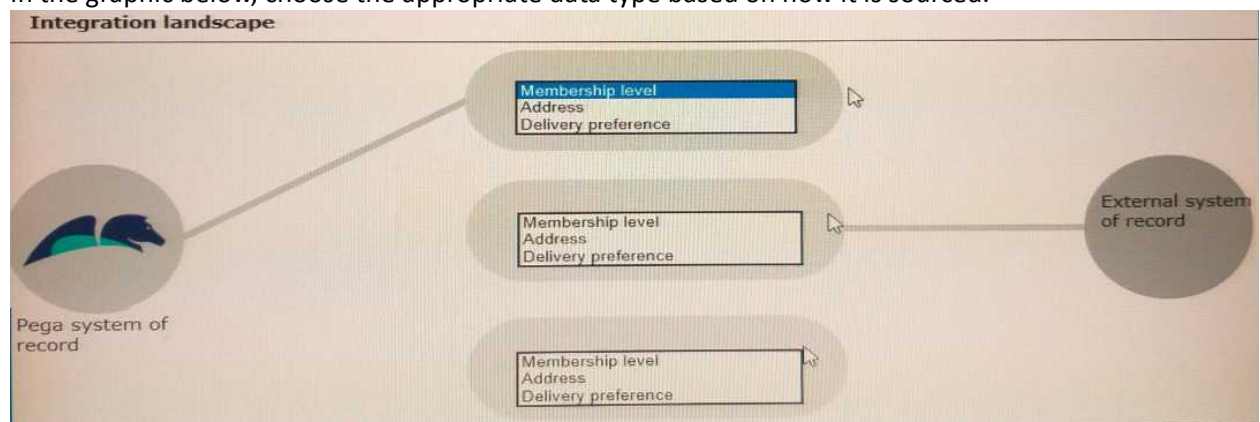 In the graphic below, choose the appropriate data type based on how it is sourced.
Integration landscape
Membership level
Address
Delivery preference
Membership level
Address
Delivery preference
External system
of record
Pega system of
record
Membership level
Address
Delivery preference